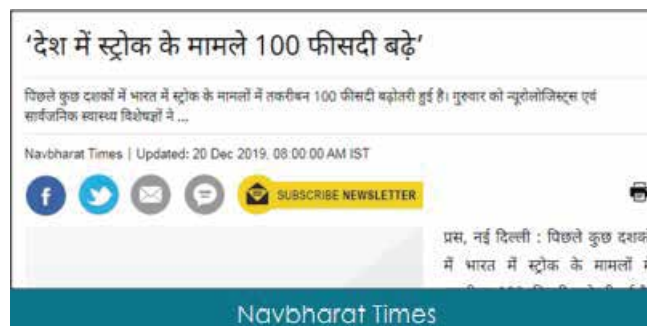 ‘देश में स्ट्रोक के मामले 100 फीसदी बढ़े’
पिछले कुछ दशकों में भारत में स्ट्रोक के मामलों में तकरीबन 100 फीसदी बढ़ोतरी हुई है। गुरुवार को न्यूरोलोजिस्ट्स एवं
सार्वजनिक स्वास्थ्य विशेषज्ञों ने ...
Navbharat Times | Updated: 20 Dec 2019, 08:00:00 AM IST
SUBSCRIBE NEWSLETTER
प्रस, नई दिल्ली : पिछले कुछ दशकों
में भारत में स्ट्रोक के मामलों में
Navbharat Times